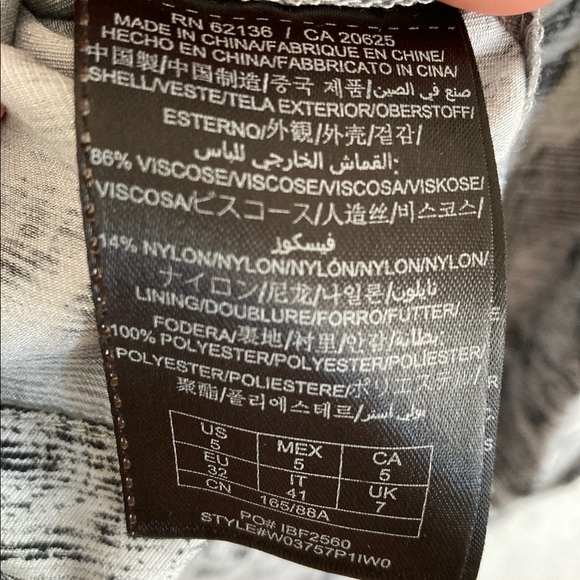 RN 62136 / CA 20625
MADE IN CHINA/FABRIQUE EN CHINE/
HECHO EN CHINA/FABBRICATO IN CINA/
中国製/中国制造/중국 제품/صنع في الصين/
SHELL/VESTE/TELA EXTERIOR/OBERSTOFF/
ESTERNO/外観/外壳/겉감/
القماش الخارجي للباس:
86% VISCOSE/VISCOSE/VISCOSA/VISKOSE/
VISCOSA/ビスコース/人造丝/비스코스/
فيسكوز
14% NYLON/NYLON/NYLÓN/NYLON/NYLON/
ナイロン/尼龙/나일론/نايلون/
LINING/DOUBLURE/FORRO/FUTTER/
FODERA/裏地/衬里/안감/بطانة/
100% POLYESTER/POLYESTER/POLIÉSTER/
POLYESTER/POLIESTERE/ポリエステル/
聚酯/폴리에스테르/بولي استر/
US MEX CA
5 5 5
EU IT UK
32 41 7
CN 165/88A
PO# IBF2560
STYLE#W03757P1IW0